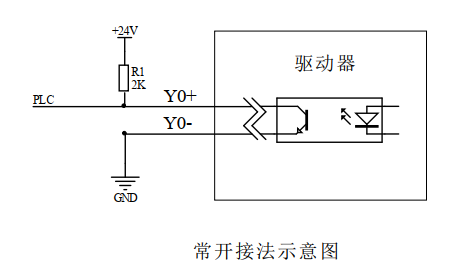 +24V
驱动器
R1
2K
PLC
Y0+
Y0-
GND
常开接法示意图